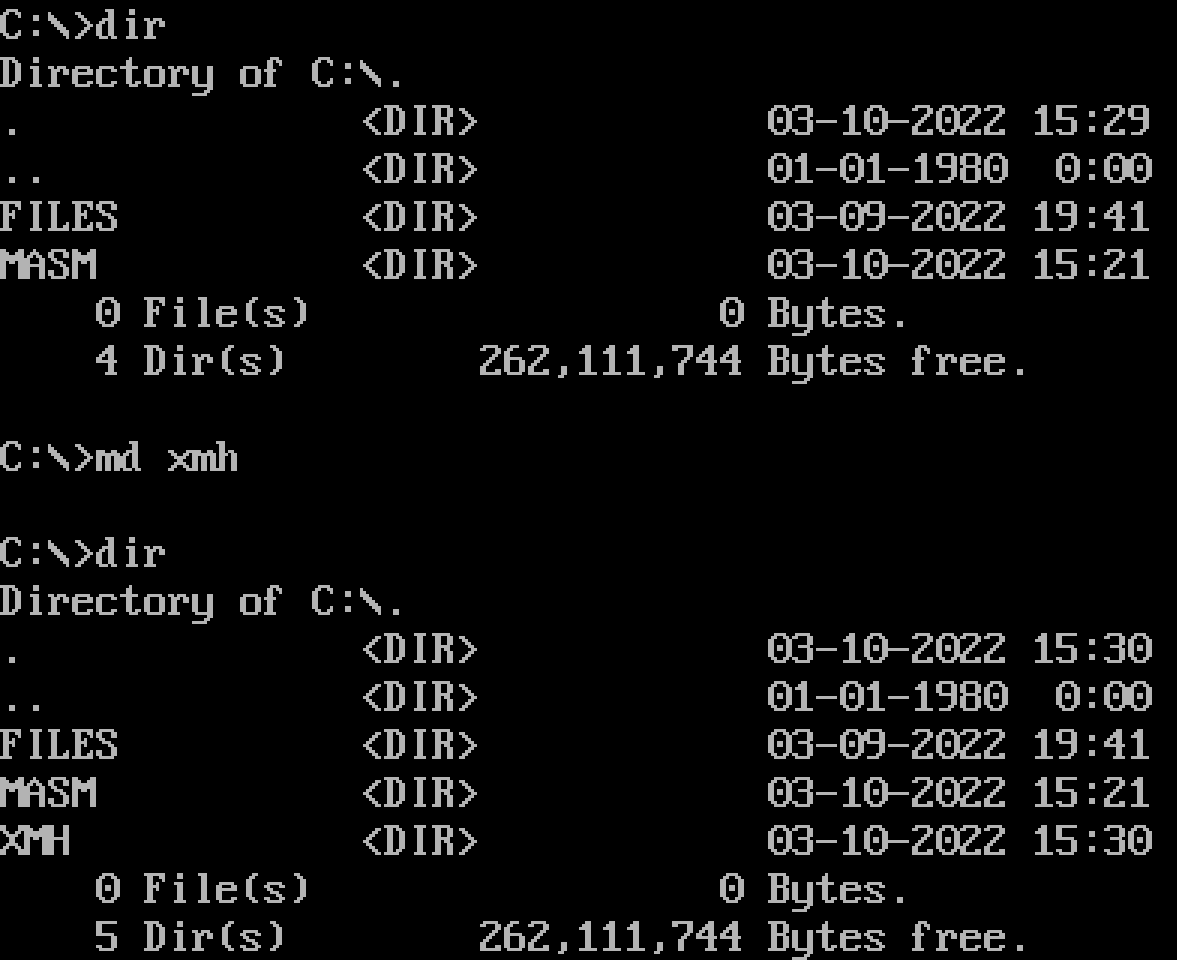 C:\>dir
Directory of C:\.
.              <DIR>            03-10-2022 15:29
..             <DIR>            01-01-1980  0:00
FILES          <DIR>            03-09-2022 19:41
MASM           <DIR>            03-10-2022 15:21
    0 File(s)                 0 Bytes.
    4 Dir(s)        262,111,744 Bytes free.
C:\>md xmh
C:\>dir
Directory of C:\.
.              <DIR>            03-10-2022 15:30
..             <DIR>            01-01-1980  0:00
FILES          <DIR>            03-09-2022 19:41
MASM           <DIR>            03-10-2022 15:21
XMH            <DIR>            03-10-2022 15:30
    0 File(s)                 0 Bytes.
    5 Dir(s)        262,111,744 Bytes free.